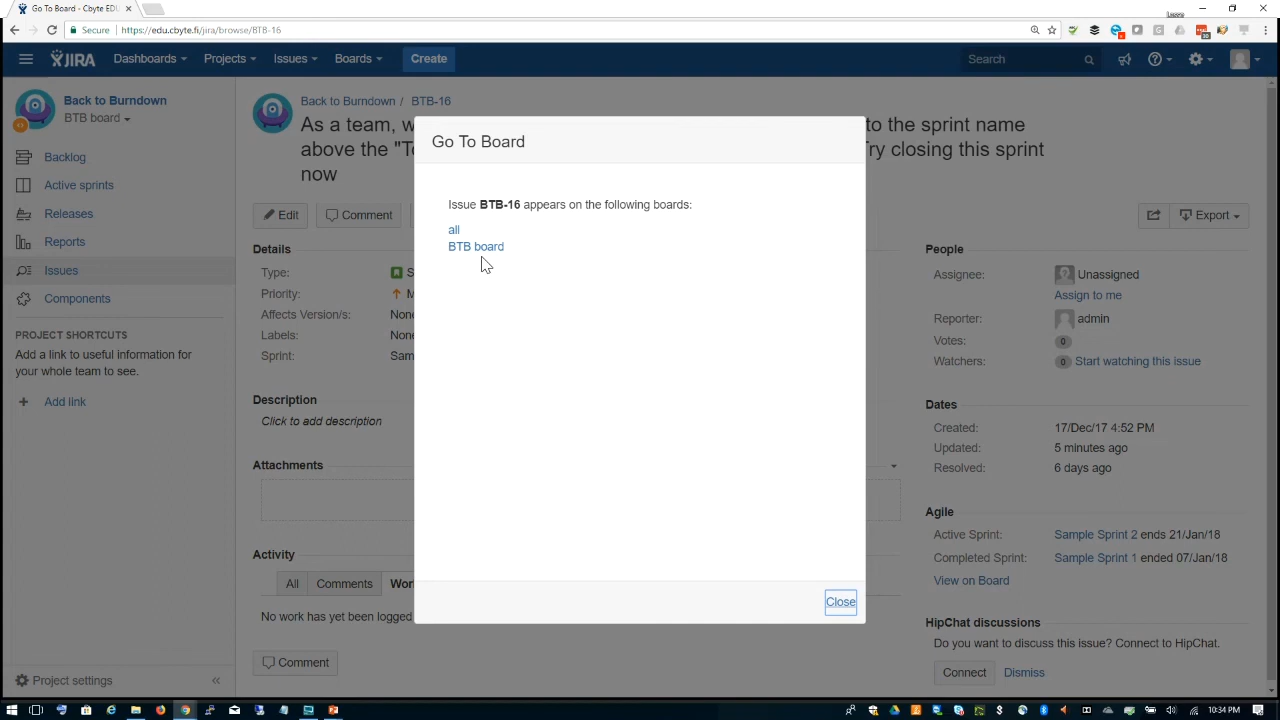 Go To Board - Cbyte EDU
Secure
https://edu.cbyte.fi/jira/browse/BTB-16
JIRA
Dashboards
Projects
Issues
Boards
Create
Search
Back to Burndown
BTB board
Backlog
Active sprints
Releases
Reports
Issues
Components
PROJECT SHORTCUTS
Add a link to useful information for
your whole team to see.
Add link
Project settings
Back to Burndown / BTB-16
As a team, w
to the sprint name
above the "To
Try closing this sprint
now
Edit
Comment
Export
Details
Type: S
Priority: M
Affects Version/s: None
Labels: None
Sprint: Sam
Description
Click to add description
Attachments
Activity
All
Comments
Wor
No work has yet been logged
Comment
Go To Board
Issue BTB-16 appears on the following boards:
all
BTB board
Close
People
Assignee: Unassigned
Assign to me
Reporter: admin
Votes: 0
Watchers: 0 Start watching this issue
Dates
Created: 17/Dec/17 4:52 PM
Updated: 5 minutes ago
Resolved: 6 days ago
Agile
Active Sprint: Sample Sprint 2 ends 21/Jan/18
Completed Sprint: Sample Sprint 1 ended 07/Jan/18
View on Board
HipChat discussions
Do you want to discuss this issue? Connect to HipChat.
Connect
Dismiss
10:34 PM